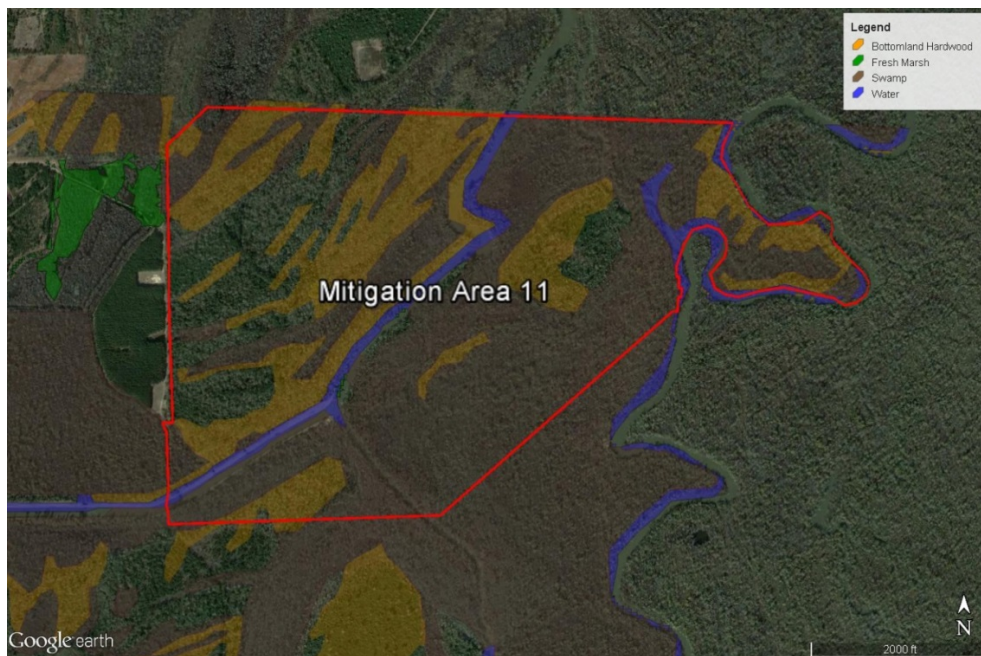 Legend
Bottomland Hardwood
Fresh Marsh
Swamp
Water
Mitigation Area 11
N
Google earth
2000 ft